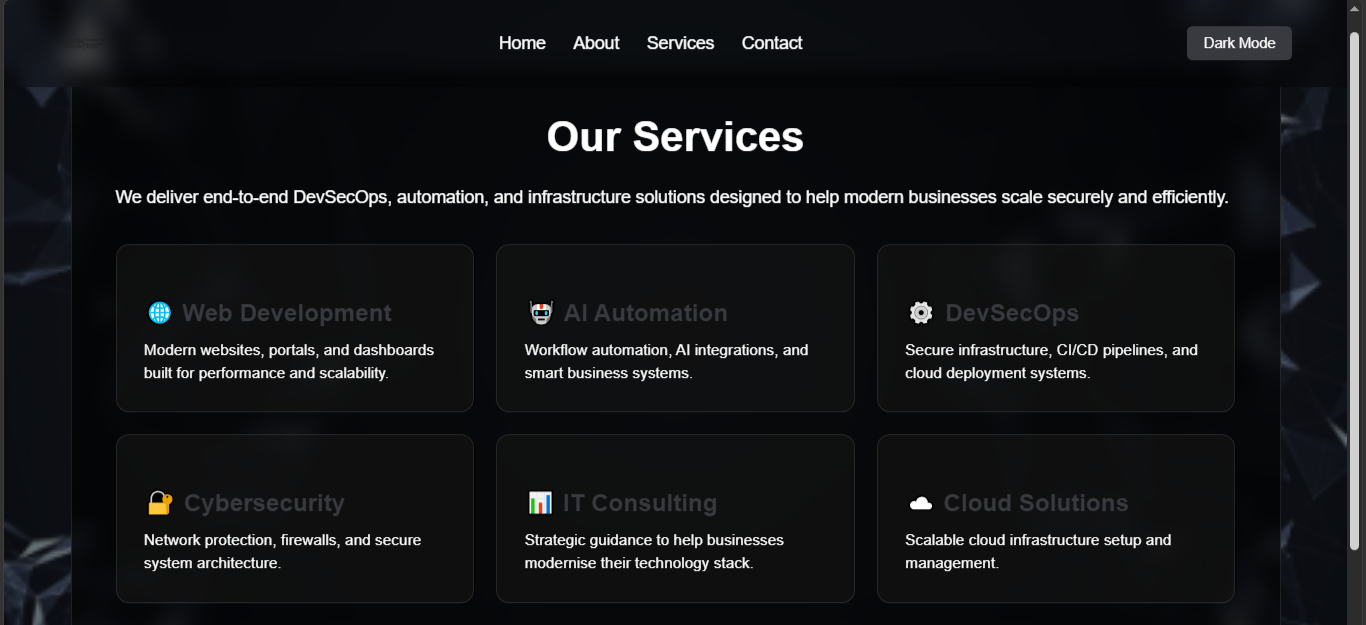 Home About Services Contact Dark Mode
Our Services
We deliver end-to-end DevSecOps, automation, and infrastructure solutions designed to help modern businesses scale securely and efficiently.
Web Development
Modern websites, portals, and dashboards
built for performance and scalability.
AI Automation
Workflow automation, AI integrations, and
smart business systems.
DevSecOps
Secure infrastructure, CI/CD pipelines, and
cloud deployment systems.
Cybersecurity
Network protection, firewalls, and secure
system architecture.
IT Consulting
Strategic guidance to help businesses
modernise their technology stack.
Cloud Solutions
Scalable cloud infrastructure setup and
management.